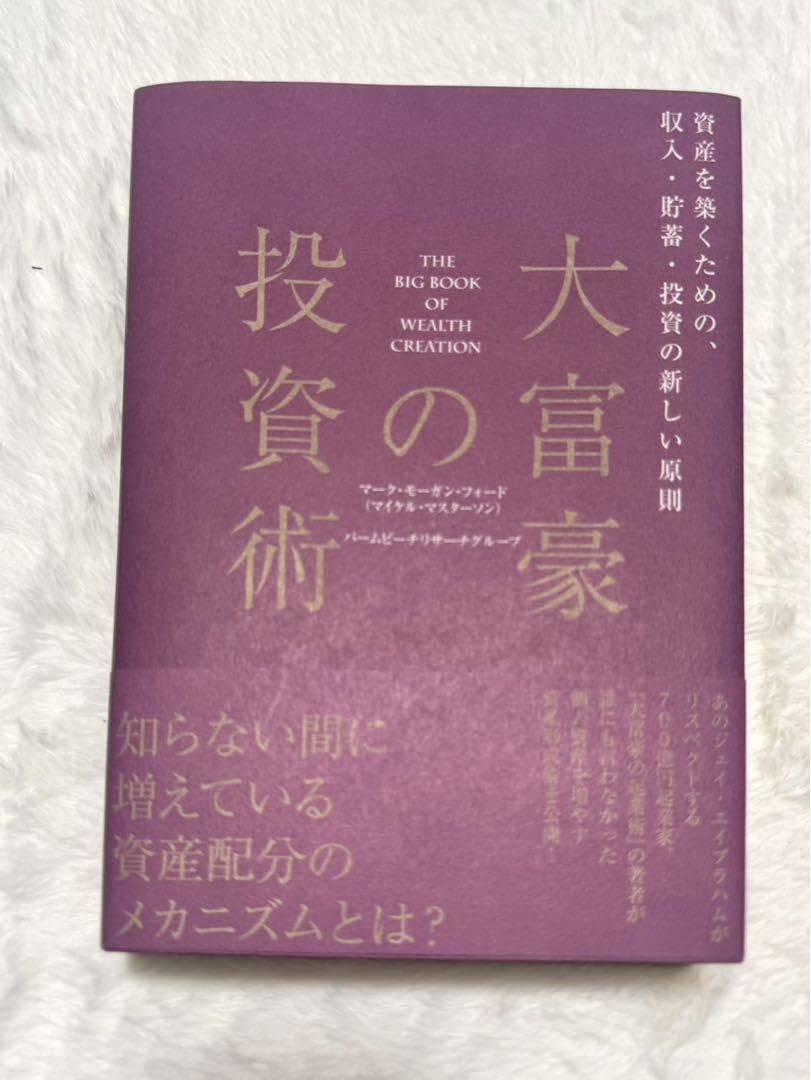 資産を築くための、
収入・貯蓄・投資の新しい原則
大富豪
の
投資術
THE
BIG BOOK
OF
WEALTH
CREATION
マーク・モーガン・フォード
（マイケル・マスターソン）
パームビーチリサーチグループ
あのジェイ・エイブラハムが
リスペクトする
700億円起業家、
『大富豪の起業術』の著者が
誰にも言わなかった
個人資産を増やす
知らない間に
増えている
資産配分の
メカニズムとは？